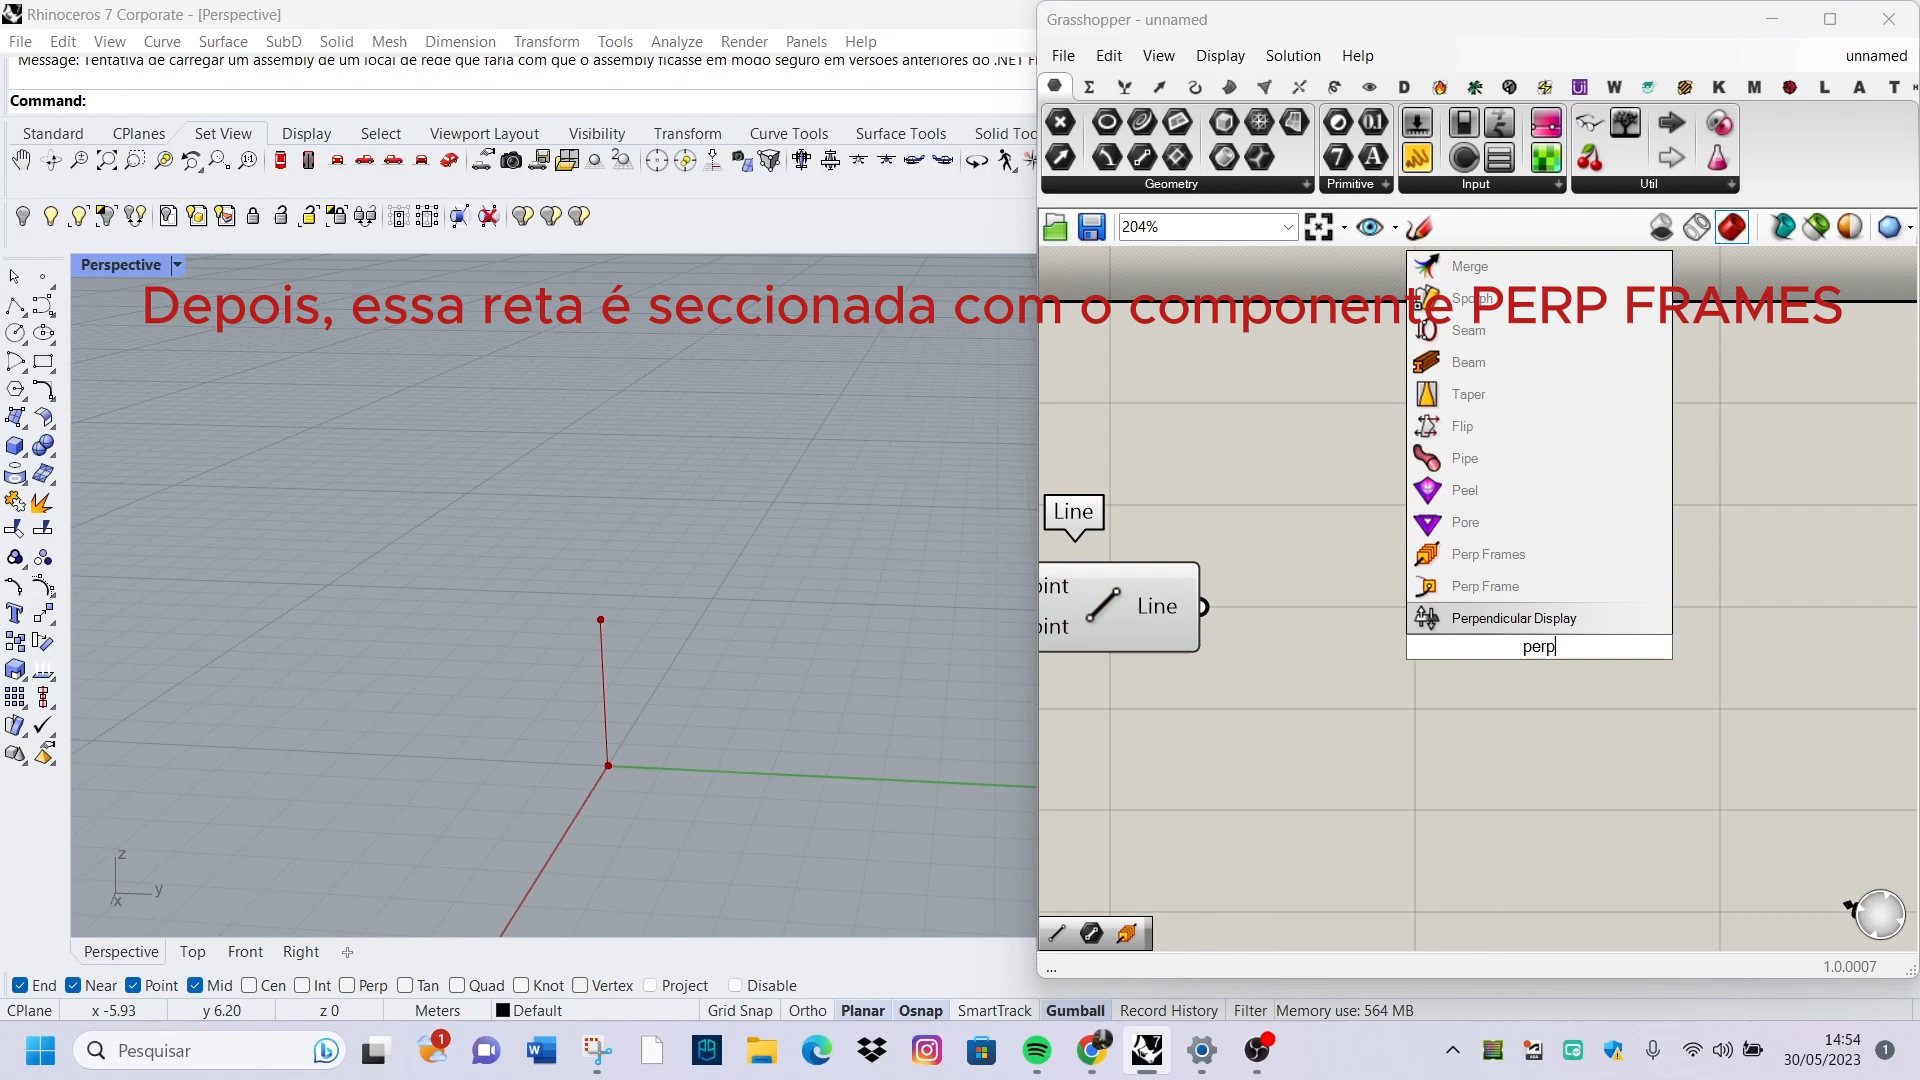 Rhinoceros 7 Corporate - [Perspective]
File Edit View Curve Surface SubD Solid Mesh Dimension Transform Tools Analyze Render Panels Help
Message: Tentativa de carregar um assembly de um local de rede que faria com que o assembly ficasse em modo seguro em versões anteriores do .NET
Command:
Standard CPlanes Set View Display Select Viewport Layout Visibility Transform Curve Tools Surface Tools Solid Too
Perspective
Depois, essa reta é seccionada com o componente PERP FRAMES
z
y
x
Perspective Top Front Right
End Near Point Mid Cen Int Perp Tan Quad Knot Vertex Project Disable
CPlane x -5.93 y 6.20 z 0 Meters Default Grid Snap Ortho Planar Osnap SmartTrack Gumball Record History Filter Memory use: 564 MB
Grasshopper - unnamed
File Edit View Display Solution Help unnamed
D Ui W K M L A T
Geometry Primitive Input Util
204%
Merge
Seam
Beam
Taper
Flip
Pipe
Peel
Pore
Perp Frames
Perp Frame
Perpendicular Display
perp
Line
oint
Line
oint
...
1.0.0007
Pesquisar
1
14:54
30/05/2023
1